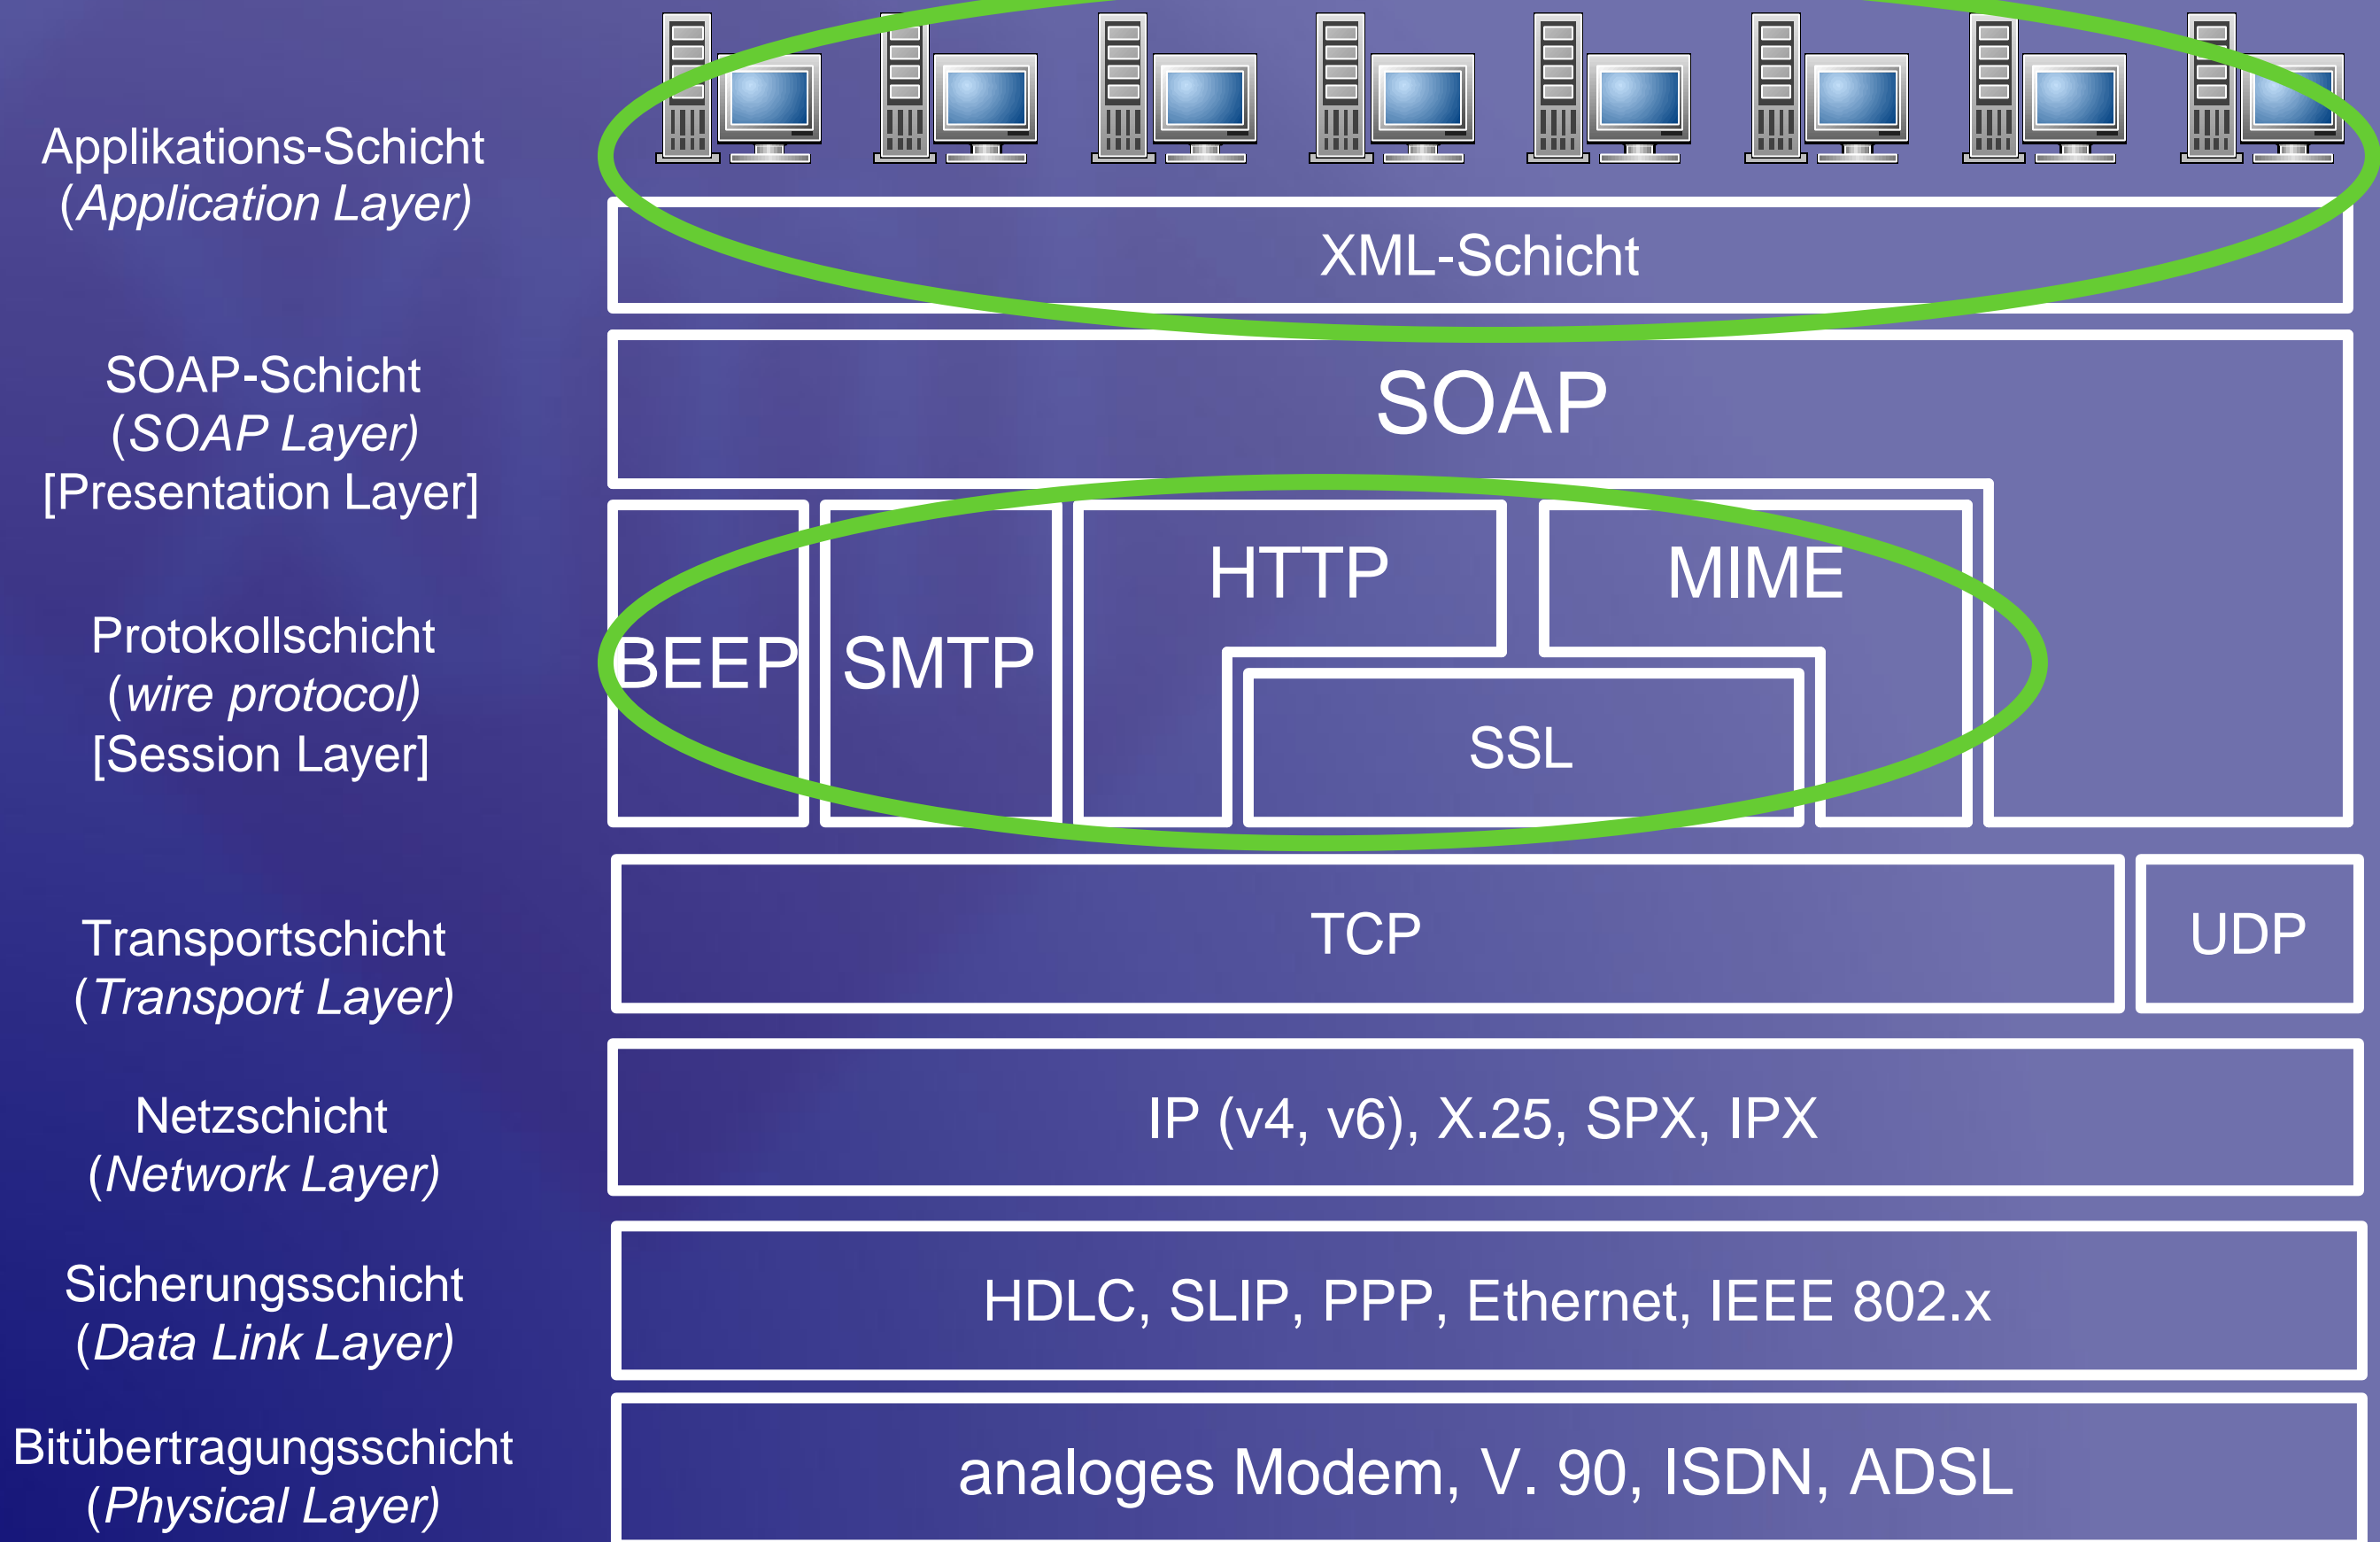 Applikations-Schicht
(Application Layer)
XML-Schicht
SOAP-Schicht
(SOAP Layer)
[Presentation Layer]
SOAP
Protokollschicht
(wire protocol)
[Session Layer]
BEEP
SMTP
HTTP
MIME
SSL
Transportschicht
(Transport Layer)
TCP
UDP
Netzschicht
(Network Layer)
IP (v4, v6), X.25, SPX, IPX
Sicherungsschicht
(Data Link Layer)
HDLC, SLIP, PPP, Ethernet, IEEE 802.x
Bitübertragungsschicht
(Physical Layer)
analoges Modem, V. 90, ISDN, ADSL